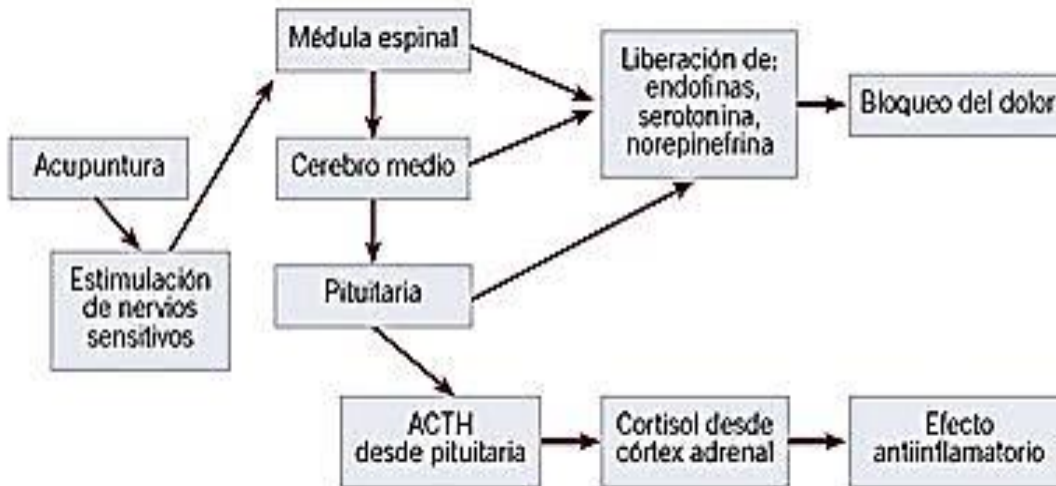 Acupuntura
Estimulación
de nervios
sensitivos
Médula espinal
Cerebro medio
Pituitaria
Liberación de:
endofinas,
serotonina,
norepinefrina
Bloqueo del dolor
ACTH
desde pituitaria
Cortisol desde
córtex adrenal
Efecto
antiinflamatorio